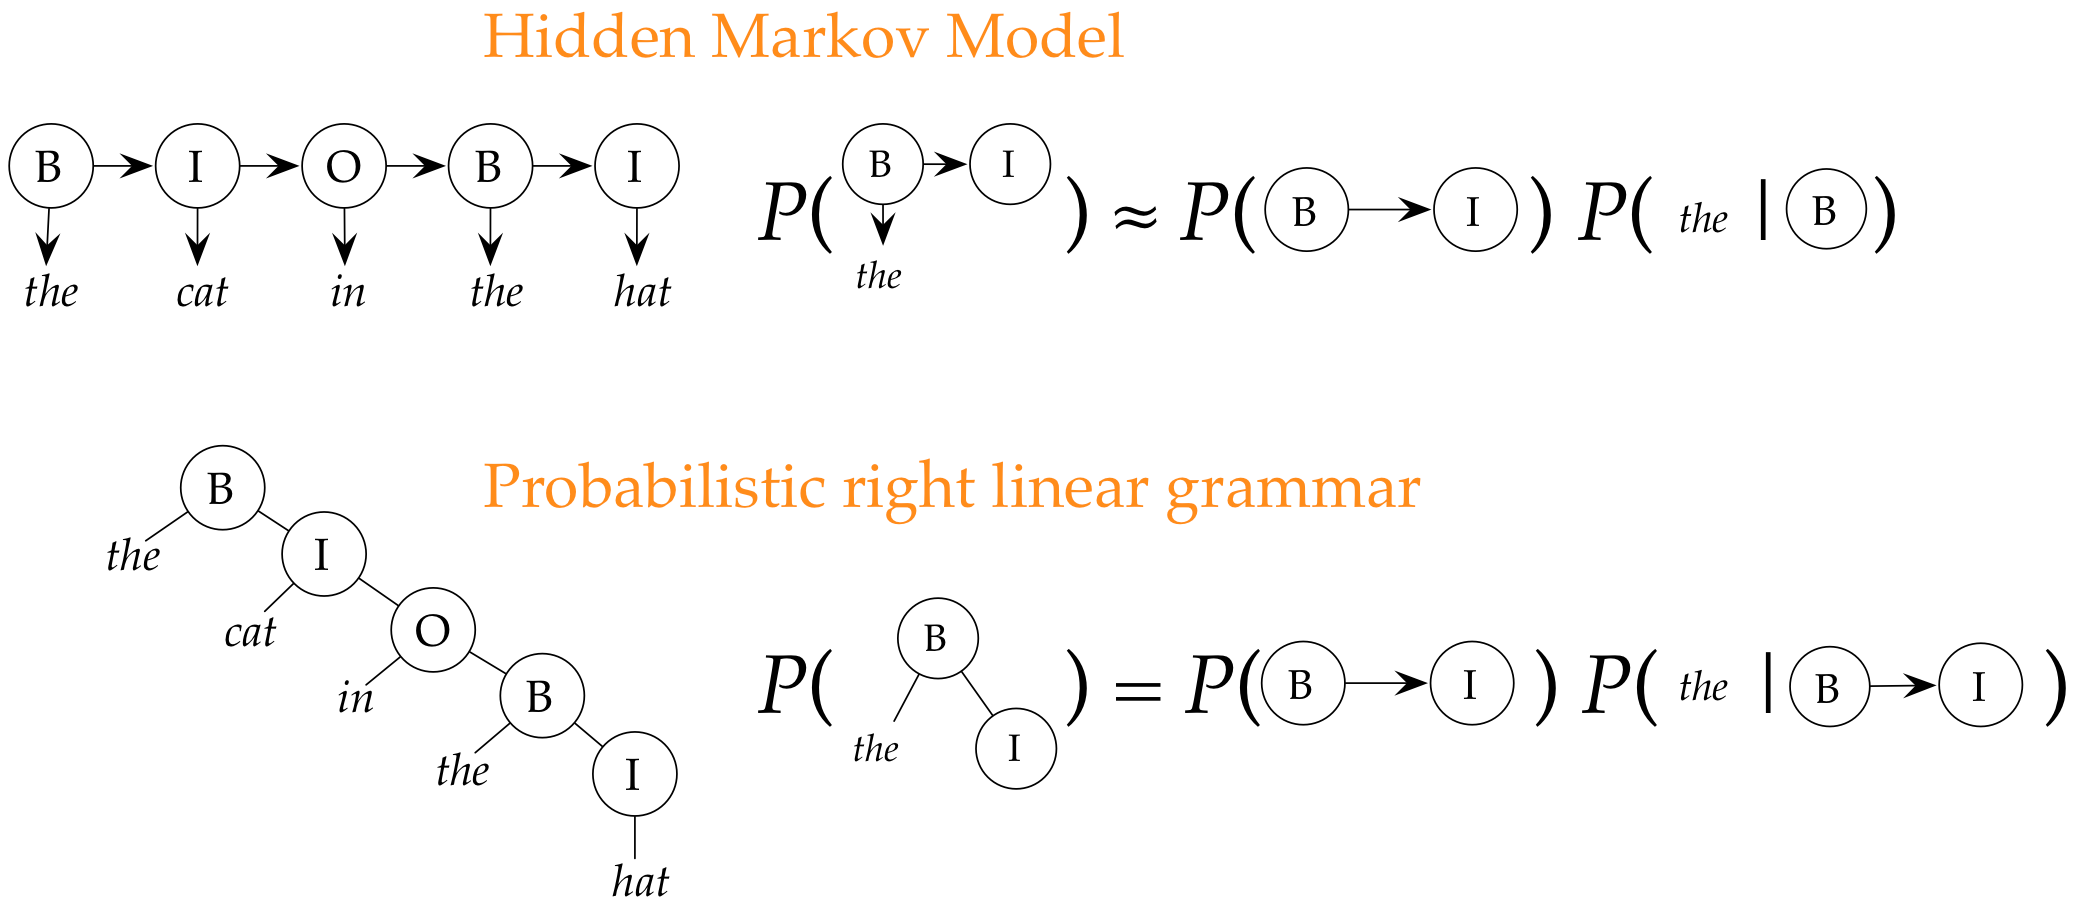 Hidden Markov Model
B I O B I
the cat in the hat
P( B I the ) ≈ P( B I ) P( the | B )
Probabilistic right linear grammar
B
the
I
cat
O
in
B
the
I
hat
P( B the I ) = P( B I ) P( the | B I )